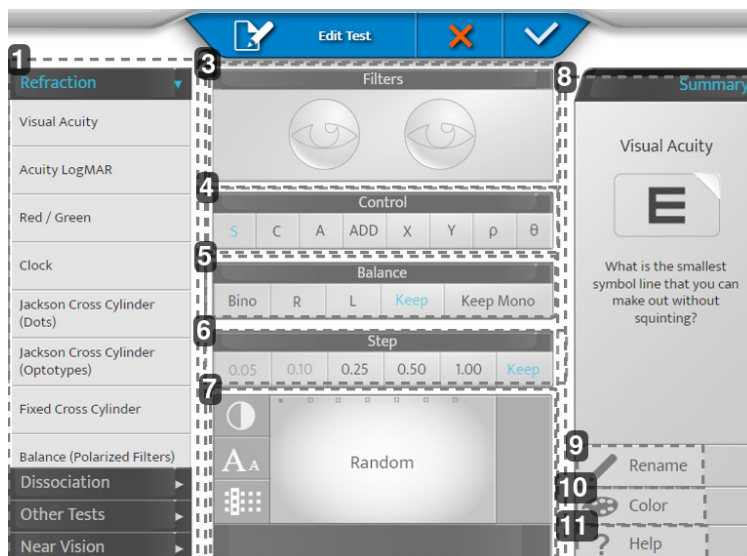 Edit Test
1
Refraction
Visual Acuity
Acuity LogMAR
Red / Green
Clock
Jackson Cross Cylinder
(Dots)
Jackson Cross Cylinder
(Optotypes)
Fixed Cross Cylinder
Balance (Polarized Filters)
Dissociation
Other Tests
Near Vision
3
Filters
4
Control
S C A ADD X Y ρ θ
5
Balance
Bino R L Keep Keep Mono
6
Step
0.05 0.10 0.25 0.50 1.00 Keep
7
A A
Random
8
Summary
Visual Acuity
E
What is the smallest
symbol line that you can
make out without
squinting?
9
Rename
10
Color
11
? Help